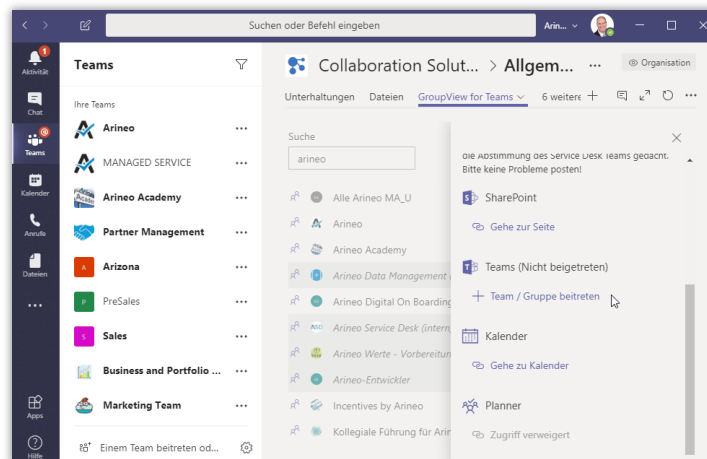 Suchen oder Befehl eingeben
Arin...
Aktivität
1
Chat
Teams
@
Kalender
Anrufe
Dateien
Apps
Hilfe
Teams
Ihre Teams
Arineo
MANAGED SERVICE
Arineo Academy
Partner Management
A
Arizona
P
PreSales
S
Sales
Business and Portfolio ...
Marketing Team
Einem Team beitreten od...
Collaboration Solut... > Allgem... ...
Organisation
Unterhaltungen Dateien GroupView for Teams 6 weitere +
Suche
arineo
Alle Arineo MA_U
Arineo
Arineo Academy
Arineo Data Management
Arineo Digital On Boarding
ASD
Arineo Service Desk (intern
Arineo Werte - Vorbereitun
Arineo-Entwickler
Incentives by Arineo
Kollegiale Führung für Arin
die Abstimmung des Service Desk Teams gedacht.
Bitte keine Probleme posten!
SharePoint
Gehe zur Seite
Teams (Nicht beigetreten)
+ Team / Gruppe beitreten
Kalender
Gehe zu Kalender
Planner
Zugriff verweigert